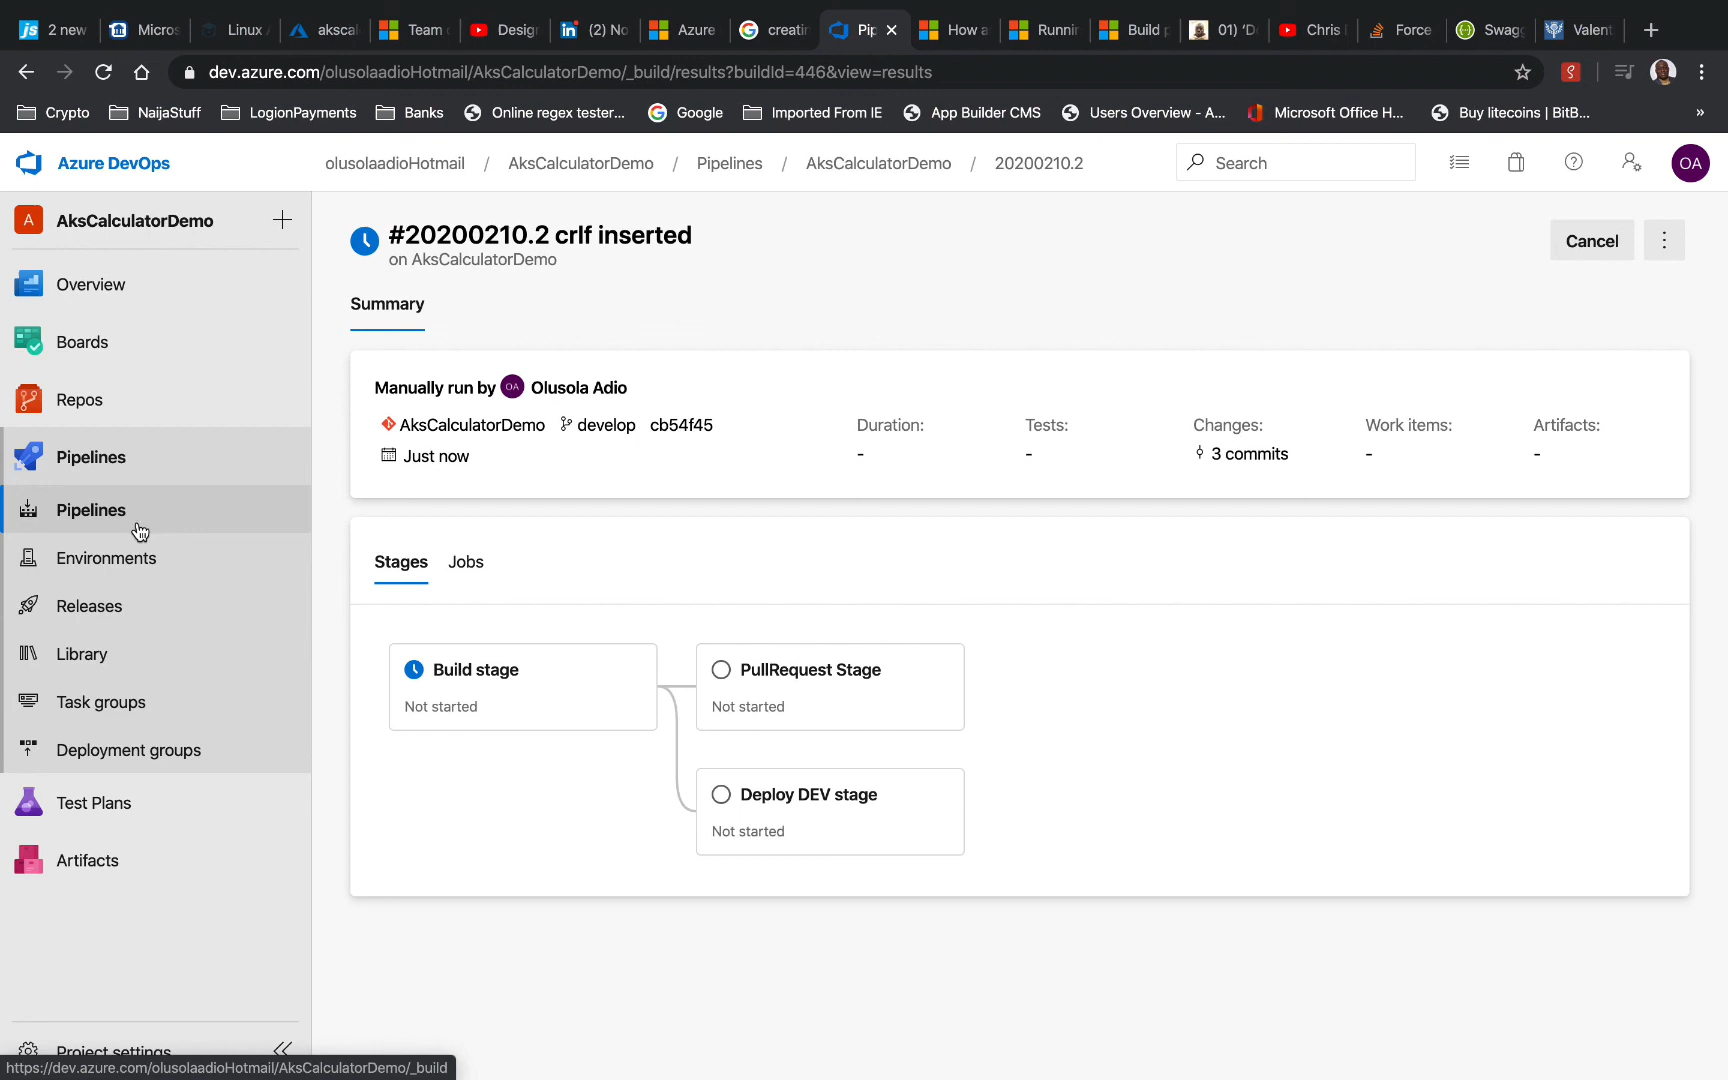 2 new
Micros
Linux
akscal
Team
Desig
(2) No
Azure
creatin
Pip
How a
Runnin
Build p
01) 'D
Chris
Force
Swag
Valent
dev.azure.com/olusolaadioHotmail/AksCalculatorDemo/_build/results?buildId=446&view=results
Crypto
NaijaStuff
LogionPayments
Banks
Online regex tester...
Google
Imported From IE
App Builder CMS
Users Overview - A...
Microsoft Office H...
Buy litecoins | BitB...
»
Azure DevOps
olusolaadioHotmail / AksCalculatorDemo / Pipelines / AksCalculatorDemo / 20200210.2
Search
OA
A AksCalculatorDemo
Overview
Boards
Repos
Pipelines
Pipelines
Environments
Releases
Library
Task groups
Deployment groups
Test Plans
Artifacts
Project settings
https://dev.azure.com/olusolaadioHotmail/AksCalculatorDemo/_build
#20200210.2 crlf inserted
on AksCalculatorDemo
Cancel
Summary
Manually run by OA Olusola Adio
AksCalculatorDemo develop cb54f45
Just now
Duration:
-
Tests:
-
Changes:
3 commits
Work items:
-
Artifacts:
-
Stages Jobs
Build stage
Not started
PullRequest Stage
Not started
Deploy DEV stage
Not started